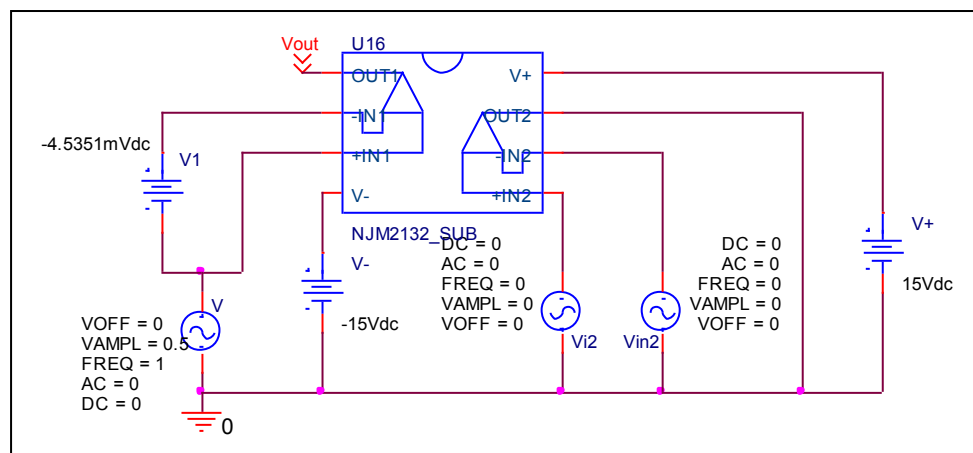 Vout
U16
OUT1
V+
-IN1
OUT2
-4.5351mVdc
V1
+IN1
-IN2
V-
+IN2
NJM2132_SUB
V-
-15Vdc
DC = 0
AC = 0
FREQ = 0
VAMPL = 0
VOFF = 0
Vi2
DC = 0
AC = 0
FREQ = 0
VAMPL = 0
VOFF = 0
Vin2
V+
15Vdc
V
VOFF = 0
VAMPL = 0.5
FREQ = 1
AC = 0
DC = 0
0